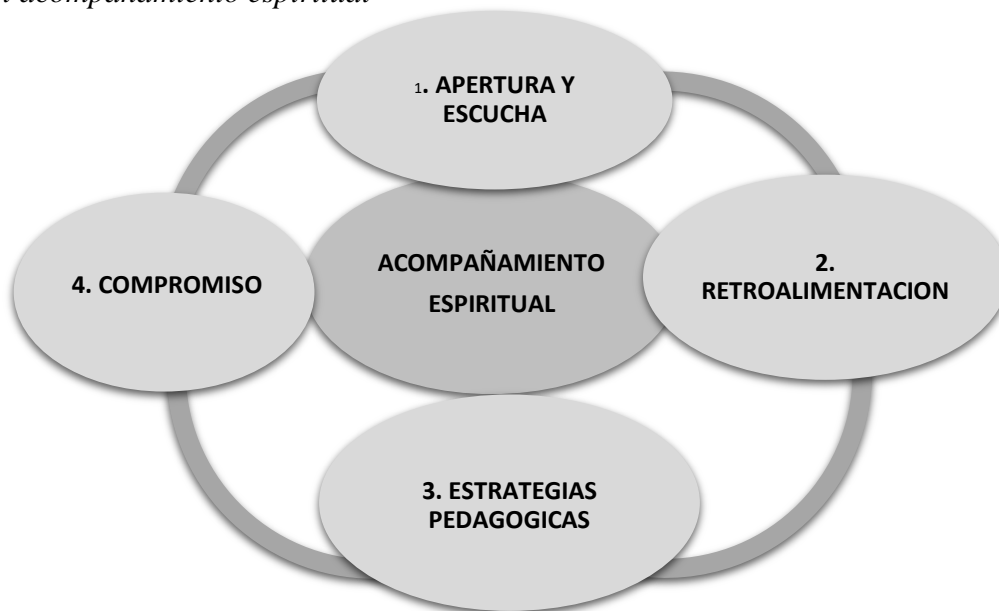 acompañamiento espiritual
1. APERTURA Y
ESCUCHA
4. COMPROMISO
ACOMPAÑAMIENTO
ESPIRITUAL
2.
RETROALIMENTACION
3. ESTRATEGIAS
PEDAGOGICAS